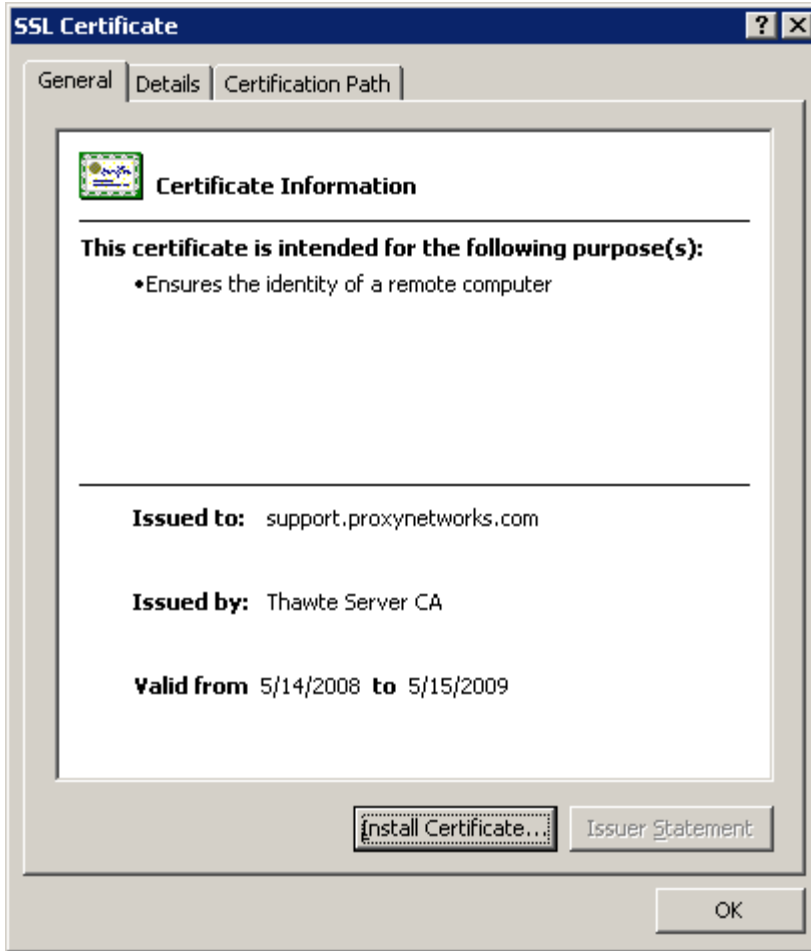 SSL Certificate
General Details Certification Path
Certificate Information
This certificate is intended for the following purpose(s):
•Ensures the identity of a remote computer
Issued to: support.proxynetworks.com
Issued by: Thawte Server CA
Valid from 5/14/2008 to 5/15/2009
Install Certificate... Issuer Statement
OK